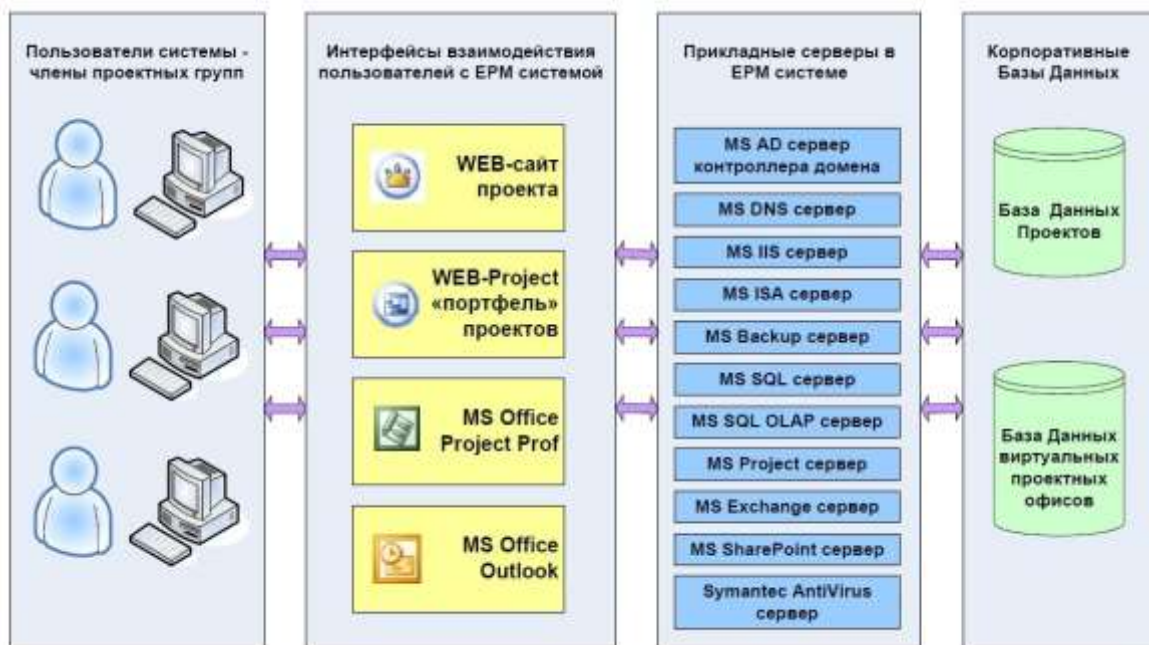 Пользователи системы -
члены проектных групп
Интерфейсы взаимодействия
пользователей с EPM системой
WEB-сайт
проекта
WEB-Project
«портфель»
проектов
MS Office
Project Prof
MS Office
Outlook
Прикладные серверы в
EPM системе
MS AD сервер
контроллера домена
MS DNS сервер
MS IIS сервер
MS ISA сервер
MS Backup сервер
MS SQL сервер
MS SQL OLAP сервер
MS Project сервер
MS Exchange сервер
MS SharePoint сервер
Symantec AntiVirus
сервер
Корпоративные
Базы Данных
База Данных
Проектов
База Данных
виртуальных
проектных
офисов